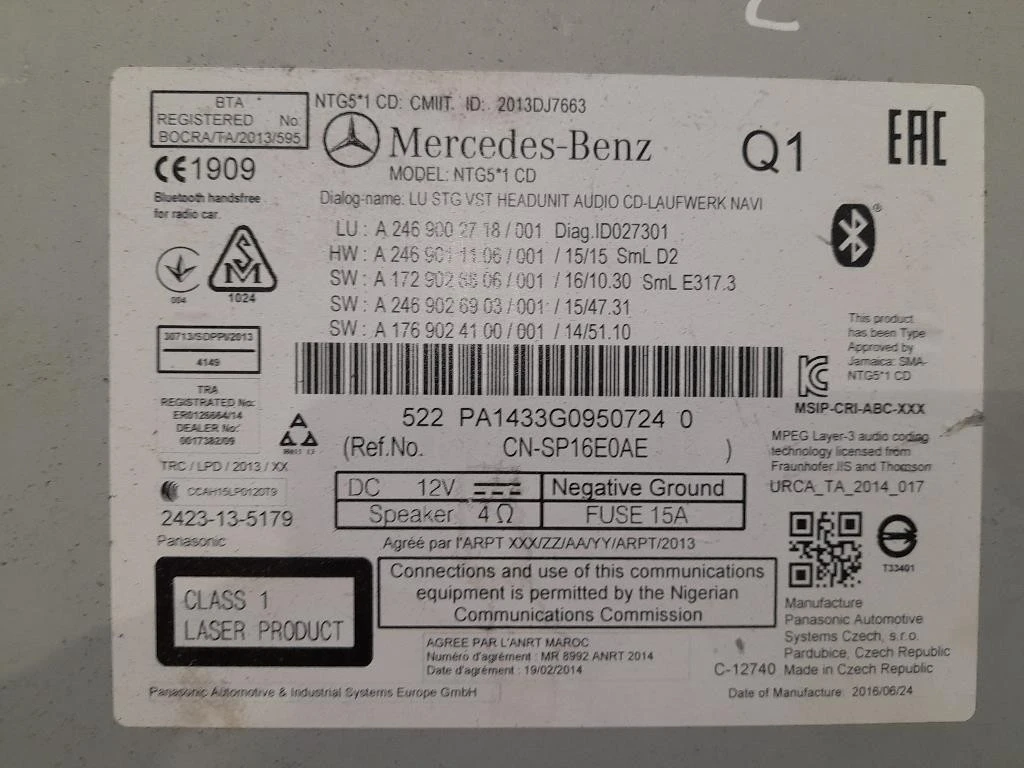 BTA
REGISTERED No:
BOCRA/TA/2013/595
NTG5*1 CD: CMIIT. ID: 2013DJ7663
Mercedes-Benz
MODEL: NTG5*1 CD
Q1
EAC
CE1909
Bluetooth handsfree
for radio car.
Dialog-name: LU STG VST HEADUNIT AUDIO CD-LAUFWERK NAVI
LU : A 246 900 27 18 / 001 Diag.ID027301
HW : A 246 901 11 06 / 001 / 15/15 SmL D2
SW : A 172 902 88 06 / 001 / 16/10.30 SmL E317.3
SW : A 246 902 69 03 / 001 / 15/47.31
SW : A 176 902 41 00 / 001 / 14/51.10
004
1024
30713/SDPPI/2013
4149
This product
has been Type
Approved by
Jamaica: SMA-
NTG5*1 CD
TRA
REGISTRATED No:
ER0126664/14
DEALER No:
0017382/09
MSIP-CRI-ABC-XXX
522 PA1433G0950724 0
(Ref.No. CN-SP16E0AE )
MPEG Layer-3 audio coding
technology licensed from
Fraunhofer IIS and Thomson
TRC / LPD / 2013 / XX
CCAH15LP0120T9
2423-13-5179
Panasonic
DC 12V Negative Ground
Speaker 4 Ω FUSE 15A
URCA_TA_2014_017
Agréé par l'ARPT XXX/ZZ/AA/YY/ARPT/2013
T33401
CLASS 1
LASER PRODUCT
Connections and use of this communications
equipment is permitted by the Nigerian
Communications Commission
AGREE PAR L'ANRT MAROC
Numéro d'agrément : MR 8992 ANRT 2014
Date d'agrément : 19/02/2014
Manufacture
Panasonic Automotive
Systems Czech, s.r.o.
Pardubice, Czech Republic
C-12740 Made in Czech Republic
Panasonic Automotive & Industrial Systems Europe GmbH
Date of Manufacture: 2016/06/24